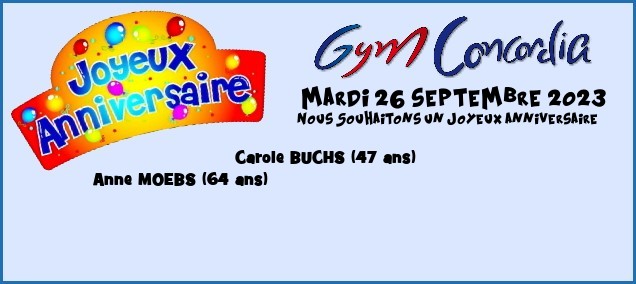 Joyeux
Anniversaire
Gym Concordia
MARDI 26 SEPTEMBRE 2023
NOUS SOUHAITONS UN JOYEUX ANNIVERSAIRE
Carole BUCHS (47 ans)
Anne MOEBS (64 ans)